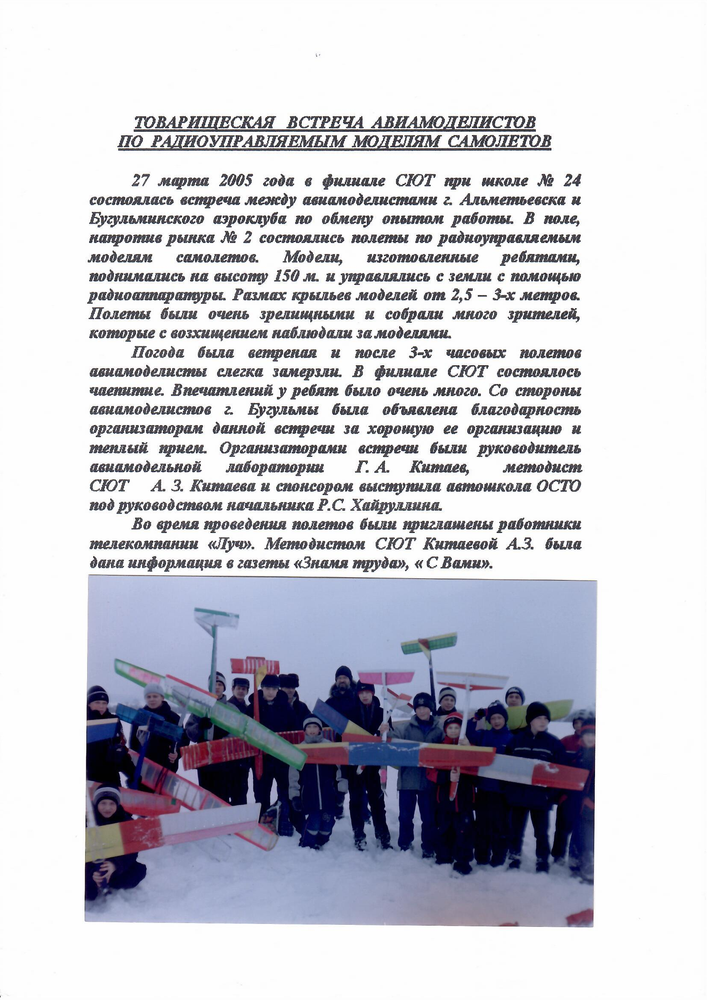 ТОВАРИЩЕСКАЯ ВСТРЕЧА АВИАМОДЕЛИСТОВ
ПО РАДИОУПРАВЛЯЕМЫМ МОДЕЛЯМ САМОЛЕТОВ
27 марта 2005 года в филиале СЮТ при школе № 24
состоялась встреча между авиамоделистами г. Альметьевска и
Бугульминского аэроклуба по обмену опытом работы. В поле,
напротив рынка № 2 состоялись полеты по радиоуправляемым
моделям самолетов. Модели, изготовленные ребятами,
поднимались на высоту 150 м. и управлялись с земли с помощью
радиоаппаратуры. Размах крыльев моделей от 2,5 – 3-х метров.
Полеты были очень зрелищными и собрали много зрителей,
которые с возхищением наблюдали за моделями.
Погода была ветреная и после 3-х часовых полетов
авиамоделисты слегка замерзли. В филиале СЮТ состоялось
чаепитие. Впечатлений у ребят было очень много. Со стороны
авиамоделистов г. Бугульмы была объявлена благодарность
организаторам данной встречи за хорошую ее организацию и
теплый прием. Организаторами встречи были руководитель
авиамодельной лаборатории Г. А. Китаев, методист
СЮТ А. З. Китаева и спонсором выступила автошкола ОСТО
под руководством начальника Р.С. Хайруллина.
Во время проведения полетов были приглашены работники
телекомпании «Луч». Методистом СЮТ Китаевой А.З. была
дана информация в газеты «Знамя труда», « С Вами».